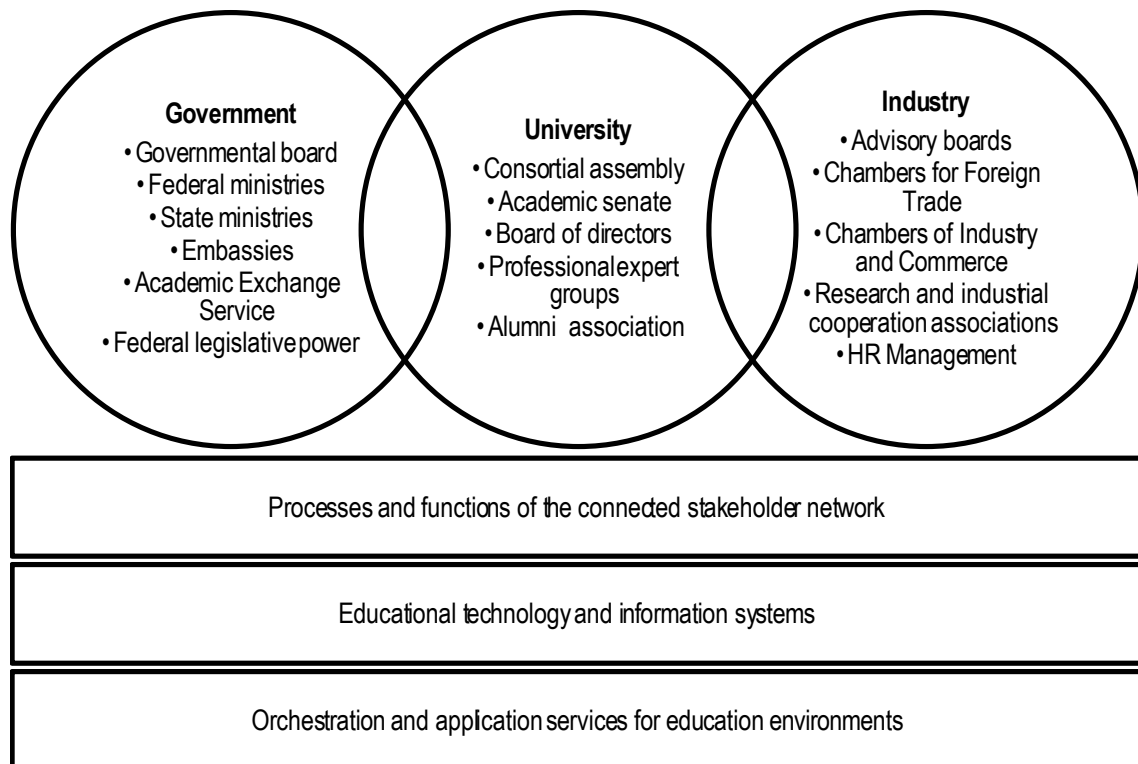 Government
• Governmental board
• Federal ministries
• State ministries
• Embassies
• Academic Exchange
Service
• Federal legislative power
University
• Consortial assembly
• Academic senate
• Board of directors
• Professional expert
groups
• Alumni association
Industry
• Advisory boards
• Chambers for Foreign
Trade
• Chambers of Industry
and Commerce
• Research and industrial
cooperation associations
• HR Management
Processes and functions of the connected stakeholder network
Educational technology and information systems
Orchestration and application services for education environments